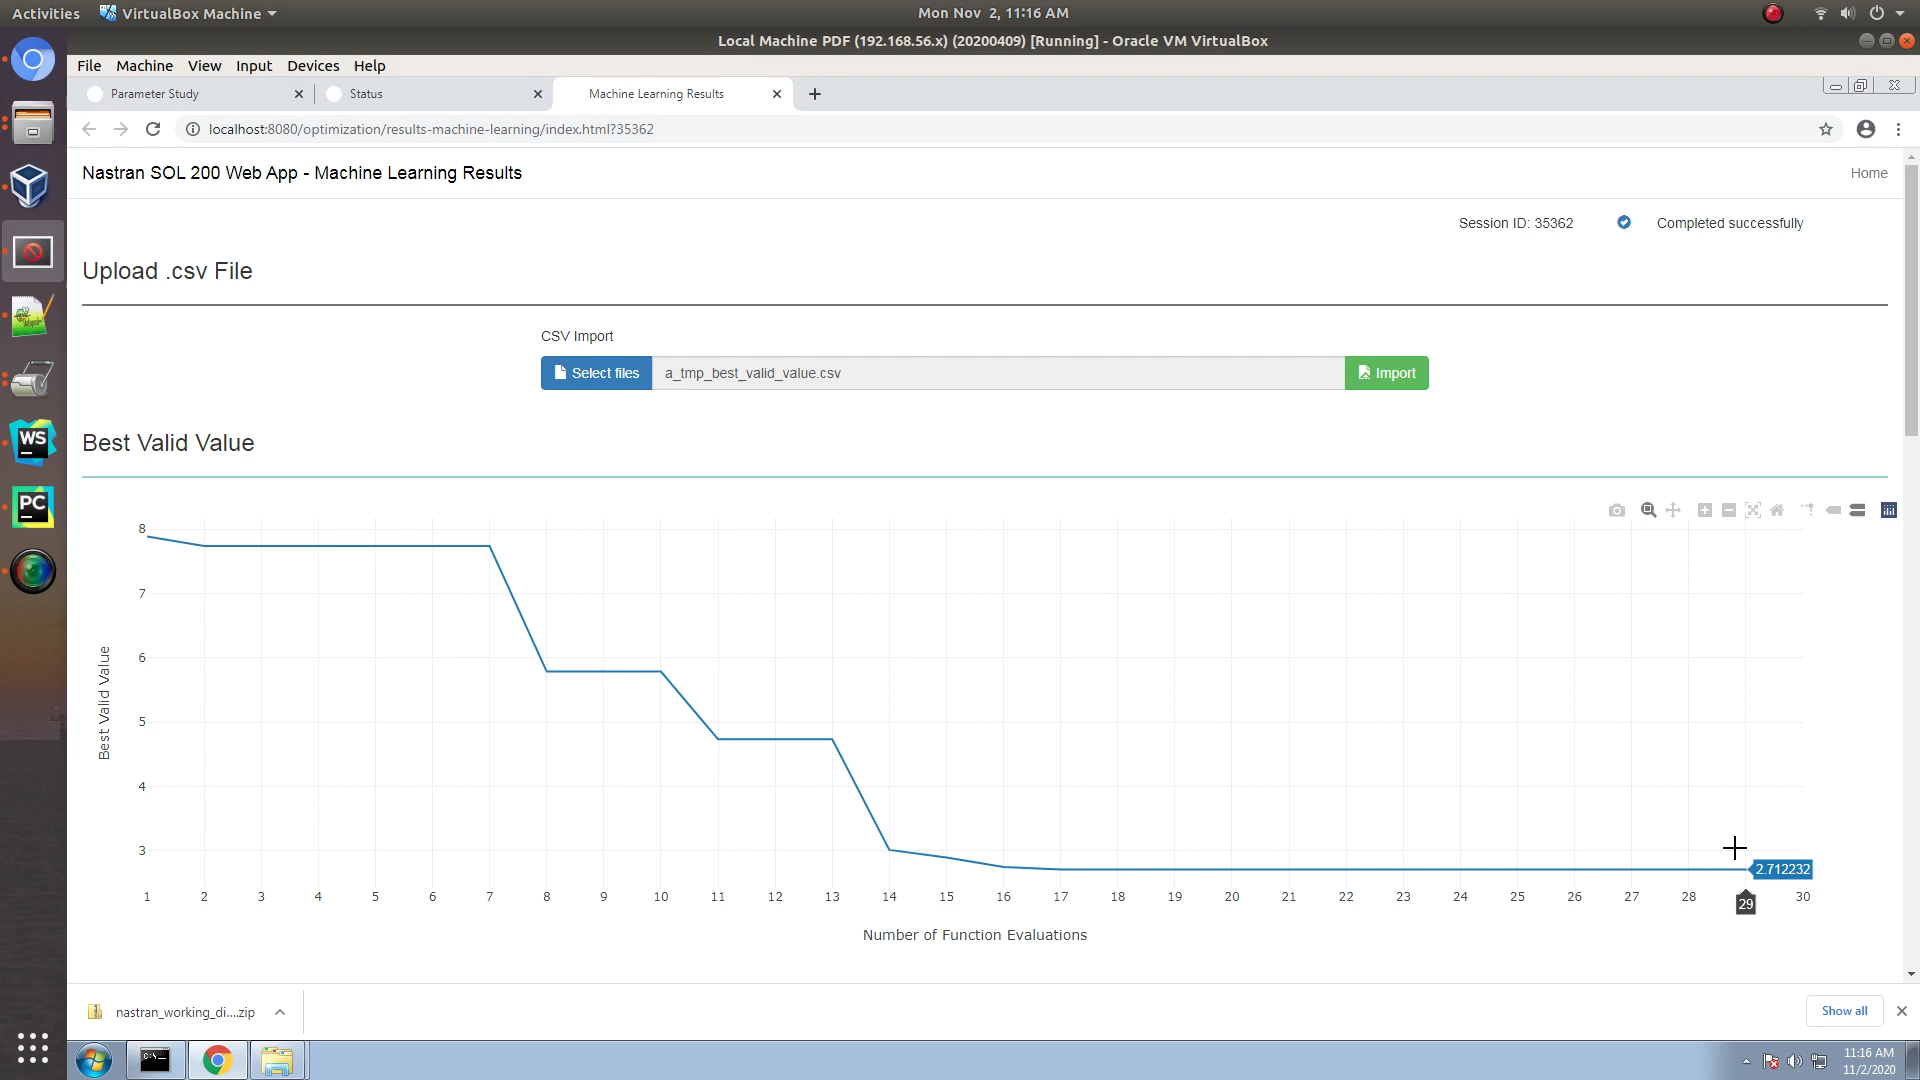 Activities VirtualBox Machine Mon Nov 2, 11:16 AM
Local Machine PDF (192.168.56.x) (20200409) [Running] - Oracle VM VirtualBox
File Machine View Input Devices Help
Parameter Study Status Machine Learning Results
localhost:8080/optimization/results-machine-learning/index.html?35362
Nastran SOL 200 Web App - Machine Learning Results Home
Session ID: 35362 Completed successfully
Upload .csv File
CSV Import
Select files a_tmp_best_valid_value.csv Import
Best Valid Value
8
7
6
5
4
3
Best Valid Value
2.712232
1 2 3 4 5 6 7 8 9 10 11 12 13 14 15 16 17 18 19 20 21 22 23 24 25 26 27 28 29 30
Number of Function Evaluations
nastran_working_di....zip Show all
WS
PC
C:\.
11:16 AM
11/2/2020